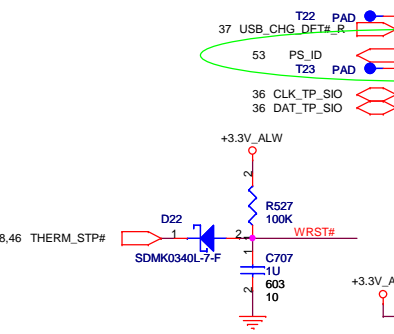 T22 PAD
37 USB_CHG_DET#_R
53 PS_ID
T23 PAD
36 CLK_TP_SIO
36 DAT_TP_SIO
+3.3V_ALW
2
R527
100K
D22
8,46 THERM_STP# 1 2 WRST#
SDMK0340L-7-F
1 C707
1U
603
2 10
+3.3V_A